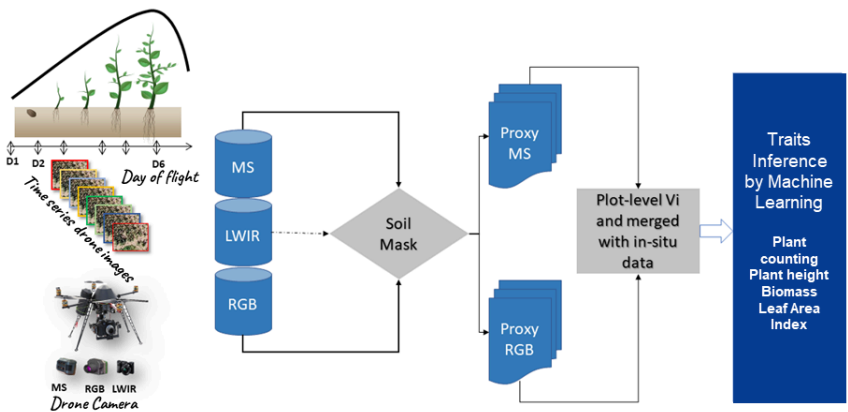 D1
D2
D6
Day of flight
Time series drone images
MS
RGB
LWIR
Drone Camera
MS
LWIR
RGB
Soil
Mask
Proxy
MS
Proxy
RGB
Plot-level Vi
and merged
with in-situ
data
Traits
Inference
by Machine
Learning
Plant
counting
Plant height
Biomass
Leaf Area
Index